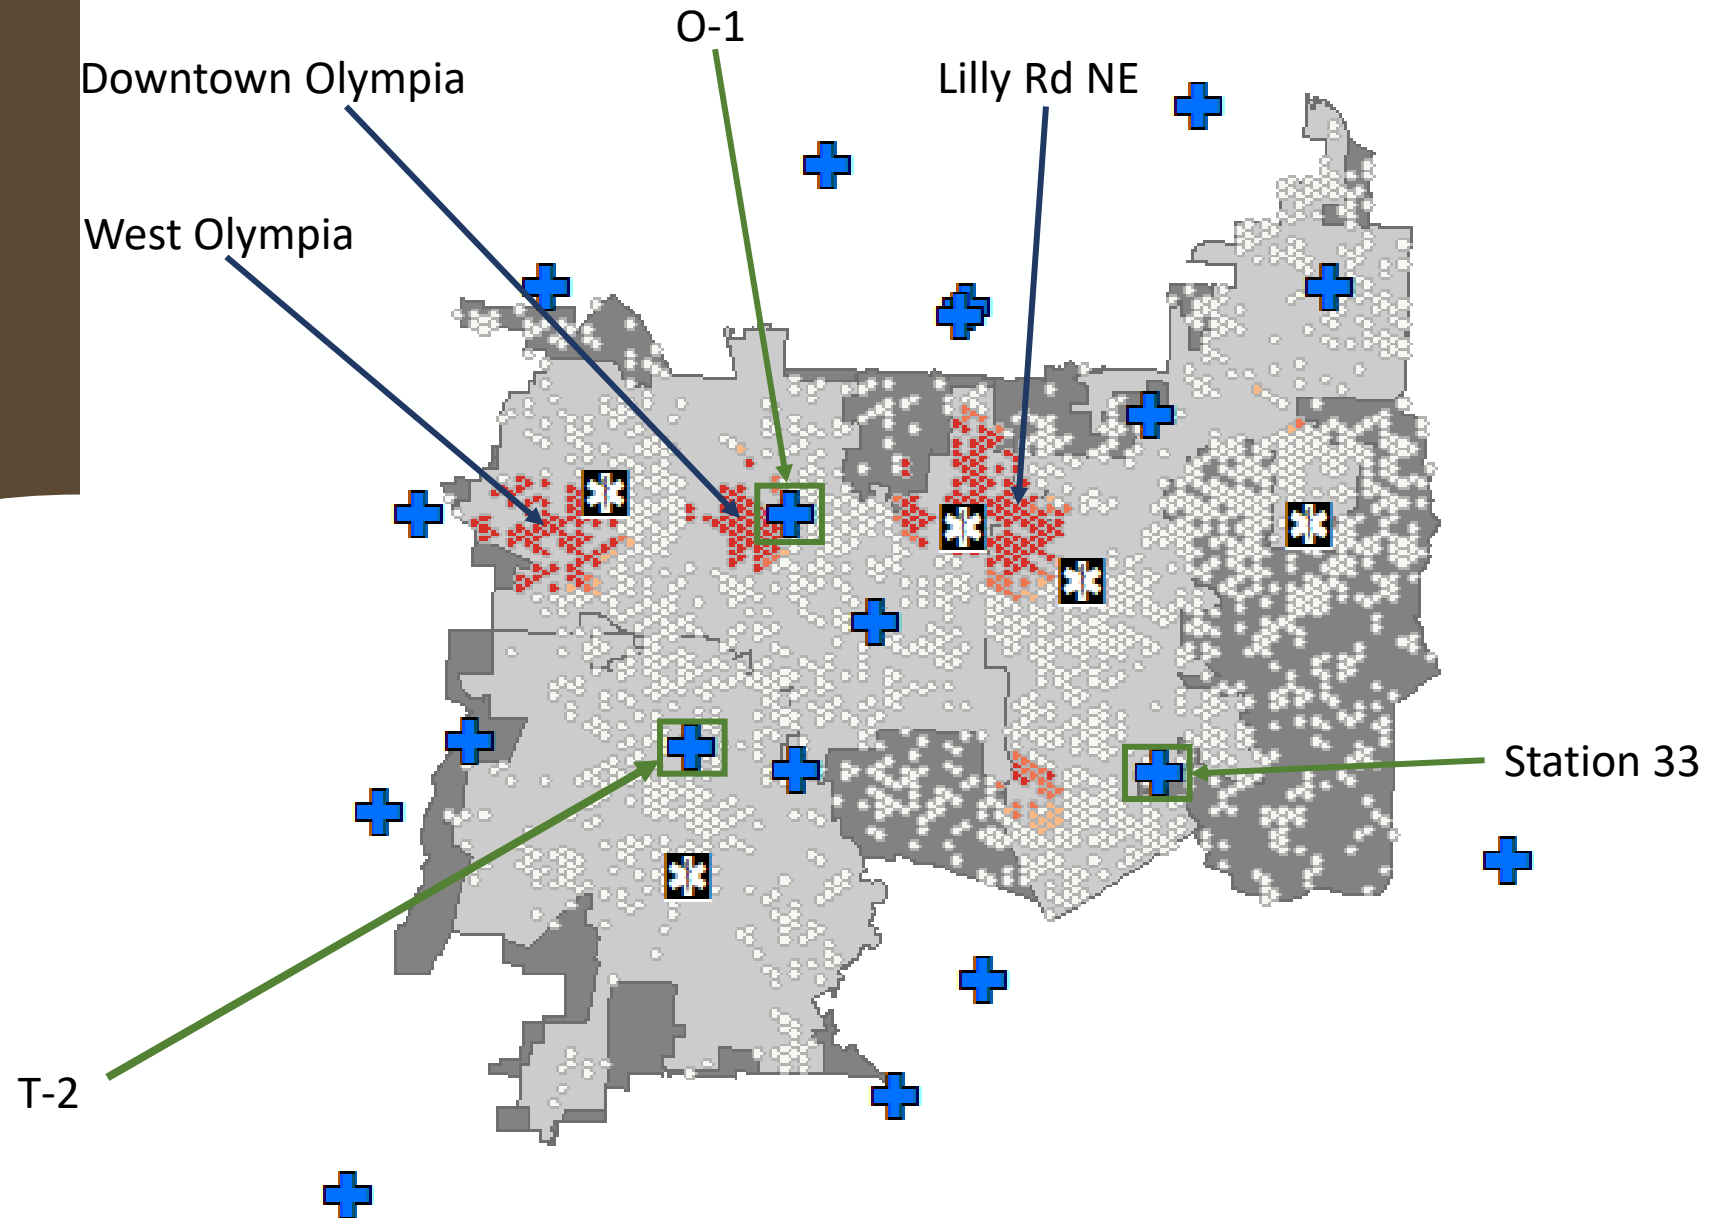 O-1
Downtown Olympia
Lilly Rd NE
West Olympia
Station 33
T-2